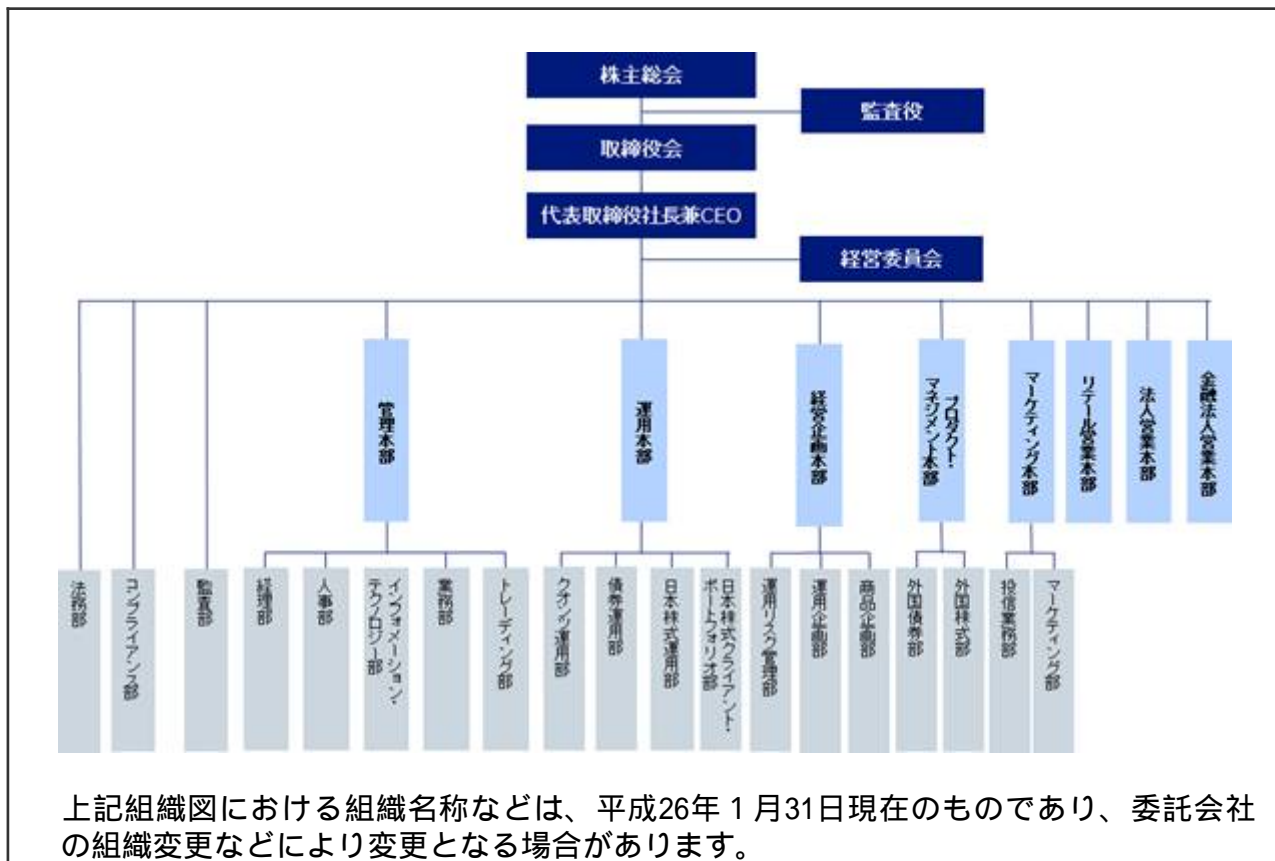 株主総会
監査役
取締役会
代表取締役社長兼CEO
経営委員会
管理本部
運用本部
経営企画本部
プロダクト・
マネジメント本部
マーケティング本部
リテール営業本部
法人営業本部
金融法人営業本部
法務部
コンプライアンス部
監査部
経理部
人事部
インフォメーション・
テクノロジー部
業務部
トレーディング部
クオンツ運用部
債券運用部
日本株式運用部
日本株式クライアント・
ポートフォリオ部
運用リスク管理部
運用企画部
商品企画部
外国債券部
外国株式部
投信業務部
マーケティング部
上記組織図における組織名称などは、平成26年1月31日現在のものであり、委託会社
の組織変更などにより変更となる場合があります。